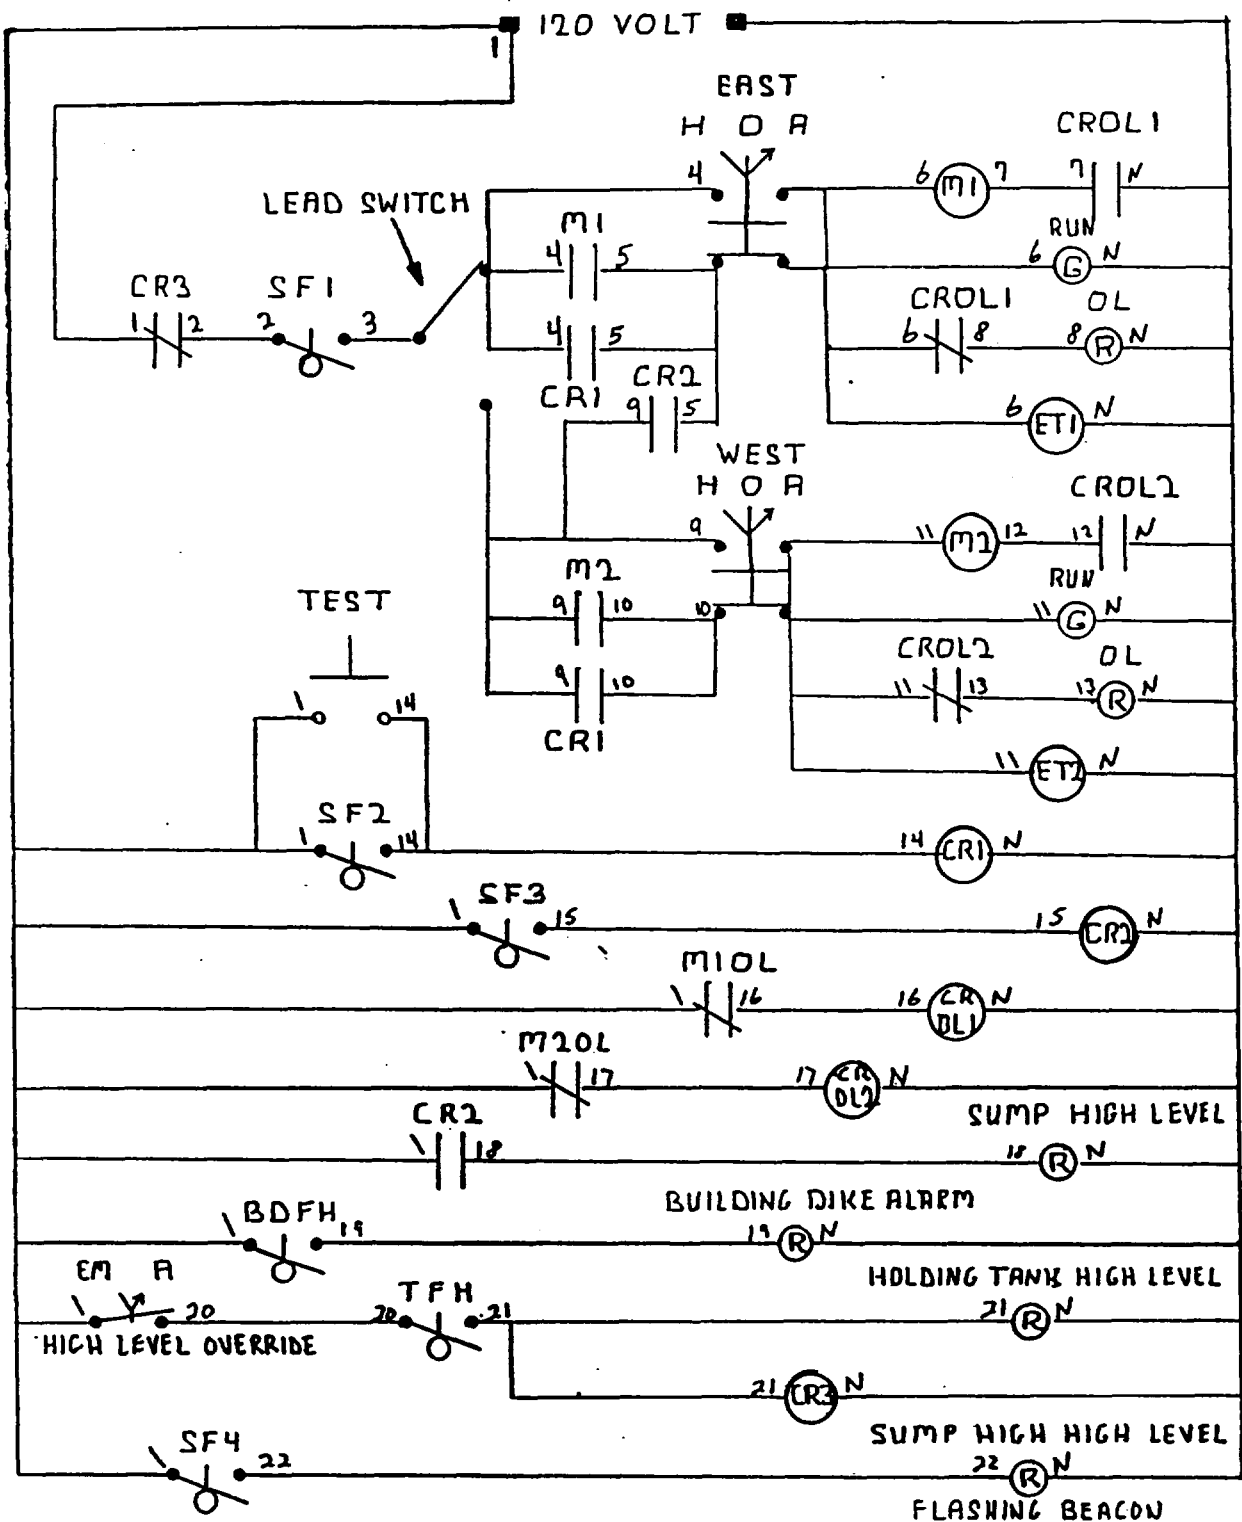 120 VOLT
1
EAST
H O A
CROL1
4 6 M1 7 7 N
LEAD SWITCH
M1
RUN
4 5 6 G N
CR3 SF1 CROL1 OL
1 2 2 3 4 5 6 8 8 R N
CR1 CR2
9 5 6 ET1 N
WEST
H O A CROL2
9 11 M2 12 12 N
M2 RUN
TEST 9 10 10 11 G N
CROL2 OL
1 14 9 10 11 13 13 R N
CR1
11 ET2 N
SF2
1 14 14 CR1 N
SF3
1 15 15 CR2 N
M1OL
1 16 16 CR OL1 N
M2OL
1 17 17 CR OL2 N
CR2 SUMP HIGH LEVEL
1 18 18 R N
BDFH BUILDING DIKE ALARM
1 19 19 R N
EM A TFH HOLDING TANK HIGH LEVEL
1 20 20 21 21 R N
HIGH LEVEL OVERRIDE
21 CR3 N
SF4 SUMP HIGH HIGH LEVEL
1 22 22 R N
FLASHING BEACON